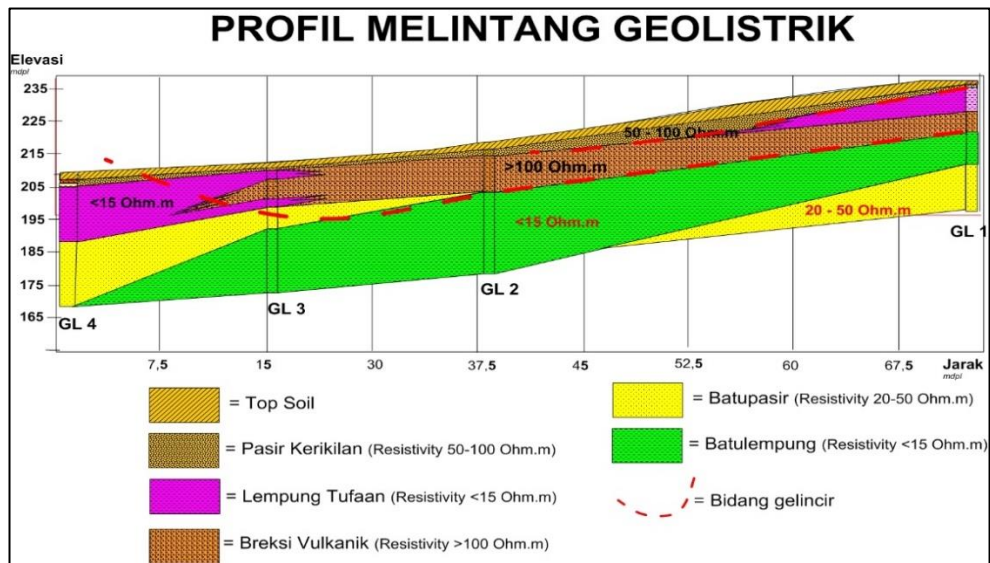 PROFIL MELINTANG GEOLISTRIK
Elevasi
mdpl
235
225
215
205
195
185
175
165
50 - 100 Ohm.m
>100 Ohm.m
<15 Ohm.m
<15 Ohm.m
20 - 50 Ohm.m
GL 1
GL 2
GL 3
GL 4
7,5
15
30
37,5
45
52,5
60
67,5
Jarak
mdpl
= Top Soil
= Pasir Kerikilan (Resistivity 50-100 Ohm.m)
= Lempung Tufaan (Resistivity <15 Ohm.m)
= Breksi Vulkanik (Resistivity >100 Ohm.m)
= Batupasir (Resistivity 20-50 Ohm.m)
= Batulempung (Resistivity <15 Ohm.m)
= Bidang gelincir